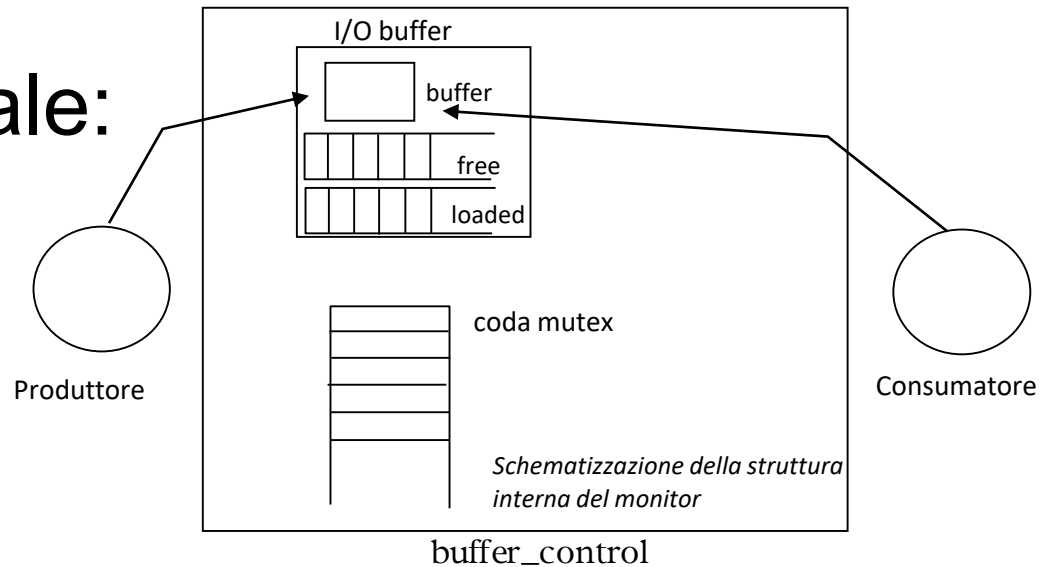 I/O buffer
ale:
buffer
free
loaded
coda mutex
Produttore
Consumatore
Schematizzazione della struttura
interna del monitor
buffer_control